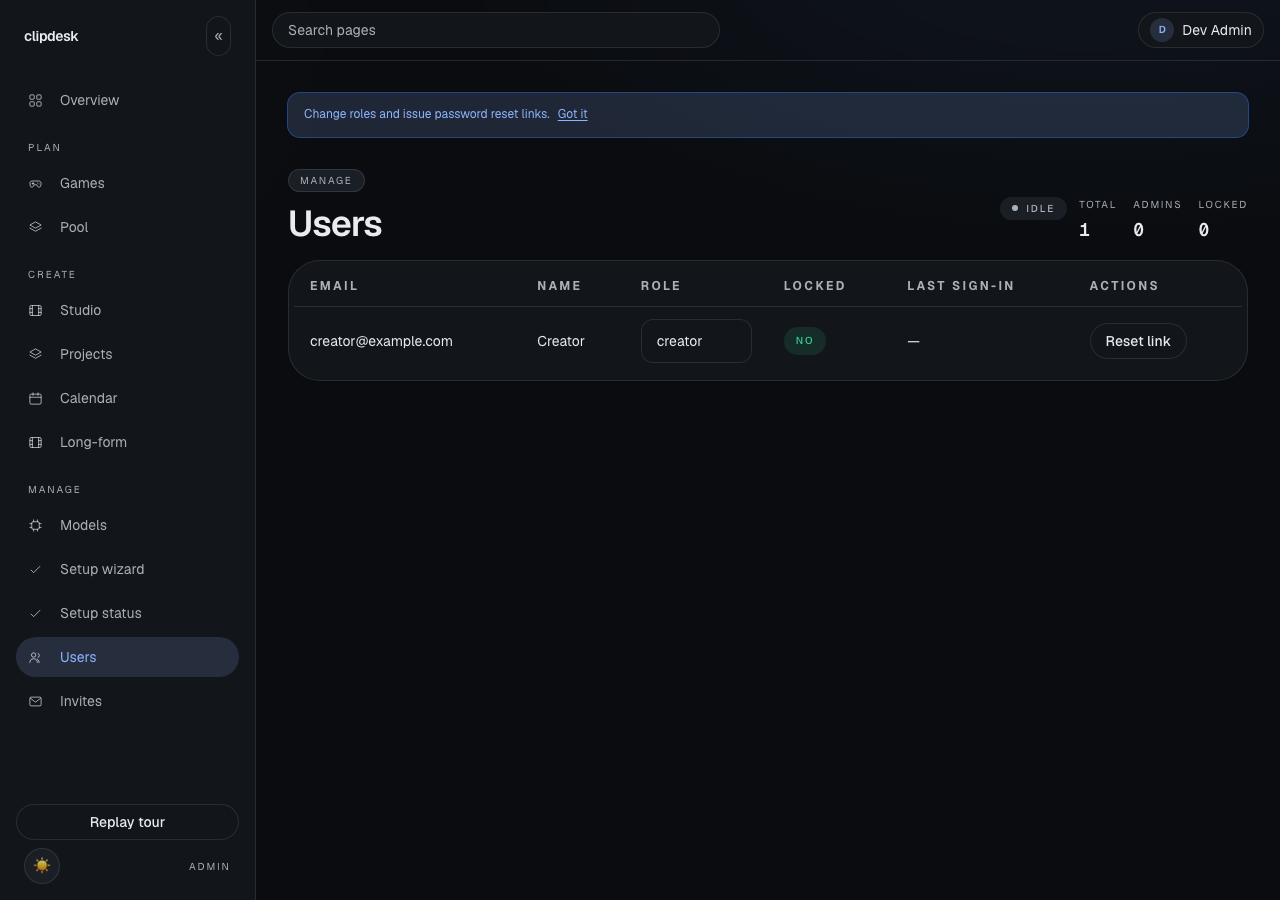 clipdesk
«
Search pages
D
Dev Admin
Overview
PLAN
Games
Pool
CREATE
Studio
Projects
Calendar
Long-form
MANAGE
Models
Setup wizard
Setup status
Users
Invites
Replay tour
ADMIN
Change roles and issue password reset links. Got it
MANAGE
Users
IDLE
TOTAL ADMINS LOCKED
1 0 0
EMAIL NAME ROLE LOCKED LAST SIGN-IN ACTIONS
creator@example.com Creator creator NO — Reset link